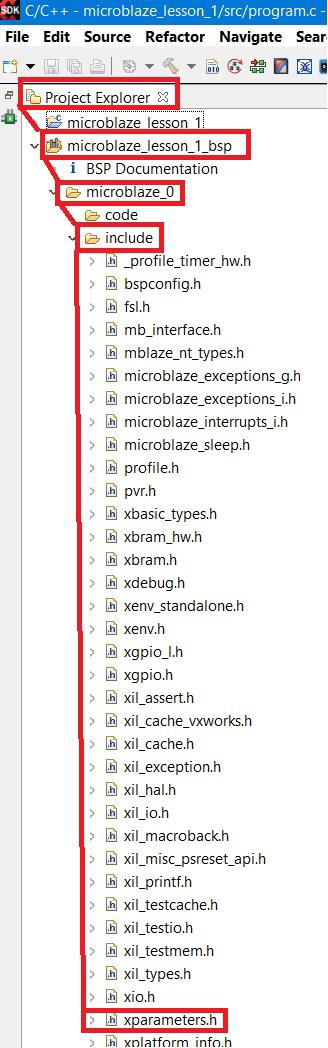 SDK C/C++ - microblaze_lesson_1/src/program.c -
File Edit Source Refactor Navigate Sear
Project Explorer
microblaze_lesson_1
microblaze_lesson_1_bsp
BSP Documentation
microblaze_0
code
include
_profile_timer_hw.h
bspconfig.h
fsl.h
mb_interface.h
mblaze_nt_types.h
microblaze_exceptions_g.h
microblaze_exceptions_i.h
microblaze_interrupts_i.h
microblaze_sleep.h
profile.h
pvr.h
xbasic_types.h
xbram_hw.h
xbram.h
xdebug.h
xenv_standalone.h
xenv.h
xgpio_l.h
xgpio.h
xil_assert.h
xil_cache_vxworks.h
xil_cache.h
xil_exception.h
xil_hal.h
xil_io.h
xil_macroback.h
xil_misc_psreset_api.h
xil_printf.h
xil_testcache.h
xil_testio.h
xil_testmem.h
xil_types.h
xio.h
xparameters.h
xplatform_info.h